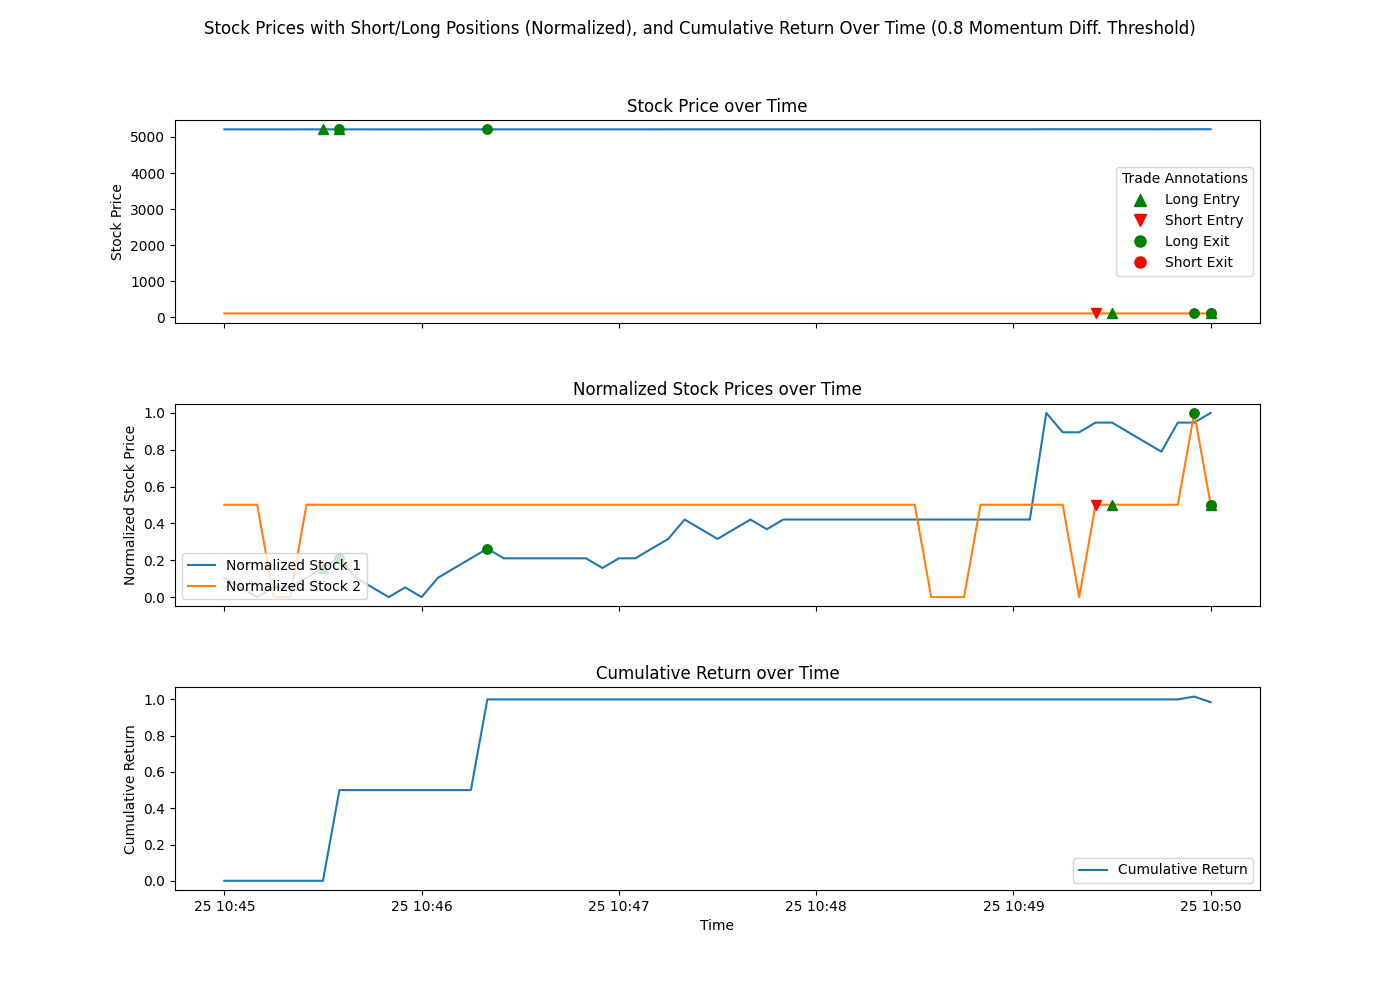 Stock Prices with Short/Long Positions (Normalized), and Cumulative Return Over Time (0.8 Momentum Diff. Threshold)
Stock Price over Time
Stock Price
5000
4000
3000
2000
1000
0
Trade Annotations
Long Entry
Short Entry
Long Exit
Short Exit
Normalized Stock Prices over Time
Normalized Stock Price
1.0
0.8
0.6
0.4
0.2
0.0
Normalized Stock 1
Normalized Stock 2
Cumulative Return over Time
Cumulative Return
1.0
0.8
0.6
0.4
0.2
0.0
Cumulative Return
25 10:45 25 10:46 25 10:47 25 10:48 25 10:49 25 10:50
Time